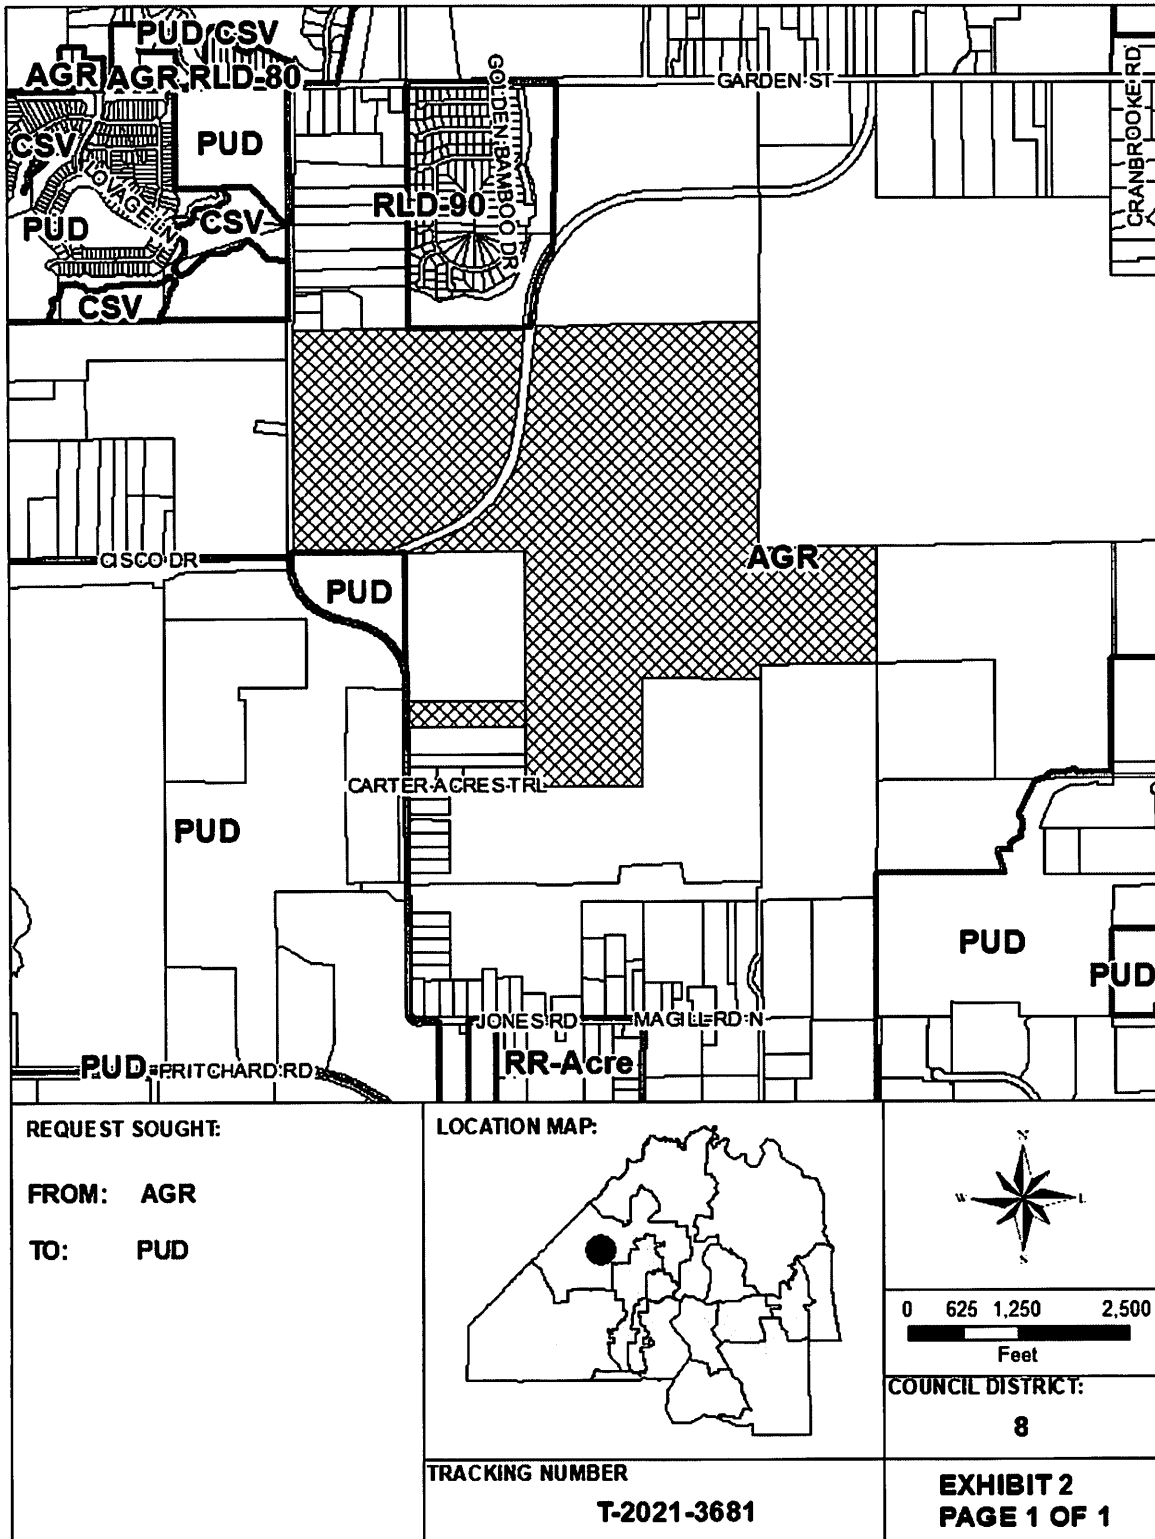 PUD CSV
AGR AGR RLD-80
GOLDEN BAMBOO DR
GARDEN ST
CRANBROOKE RD
CSV
PUD
LOVAGE LN
RLD-90
PUD
CSV
CSV
CISCO DR
PUD
AGR
CARTER ACRES TRL
PUD
PUD
PUD
JONES RD
MAGILL RD N
PUD
PRITCHARD RD
RR-Acre
REQUEST SOUGHT:
FROM: AGR
TO: PUD
LOCATION MAP:
N
W
E
S
0 625 1,250 2,500
Feet
COUNCIL DISTRICT:
8
TRACKING NUMBER
T-2021-3681
EXHIBIT 2
PAGE 1 OF 1